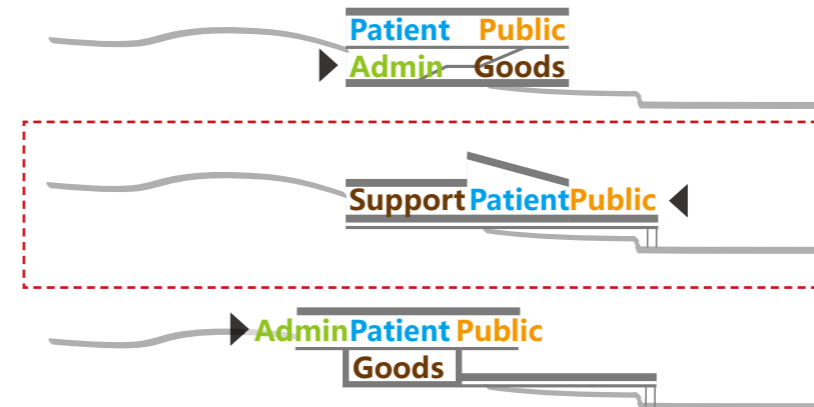 Patient Public
Admin Goods
Support Patient Public
Admin Patient Public
Goods